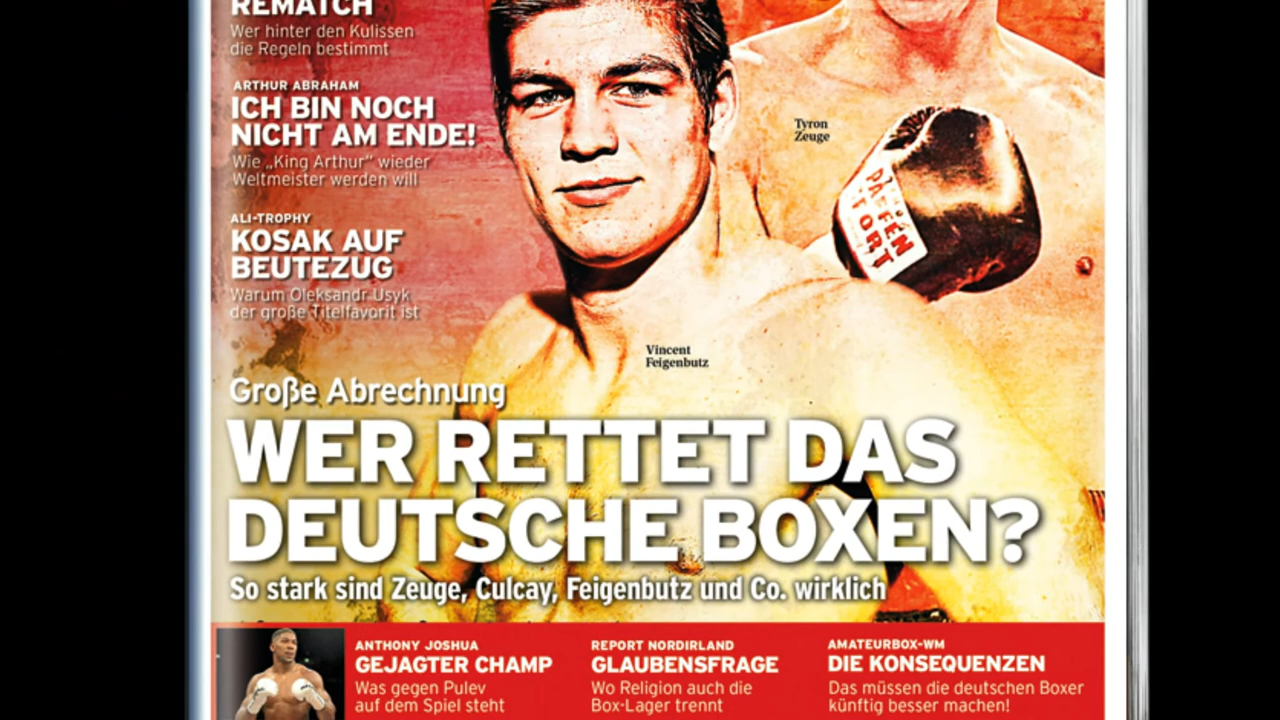 REMATCH
Wer hinter den Kulissen
die Regeln bestimmt
ARTHUR ABRAHAM
ICH BIN NOCH
NICHT AM ENDE!
Wie „King Arthur“ wieder
Weltmeister werden will
ALI-TROPHY
KOSAK AUF
BEUTEZUG
Warum Oleksandr Usyk
der große Titelfavorit ist
Tyron
Zeuge
PAFFEN
Vincent
Feigenbutz
Große Abrechnung
WER RETTET DAS
DEUTSCHE BOXEN?
So stark sind Zeuge, Culcay, Feigenbutz und Co. wirklich
ANTHONY JOSHUA
GEJAGTER CHAMP
Was gegen Pulev
auf dem Spiel steht
REPORT NORDIRLAND
GLAUBENSFRAGE
Wo Religion auch die
Box-Lager trennt
AMATEURBOX-WM
DIE KONSEQUENZEN
Das müssen die deutschen Boxer
künftig besser machen!